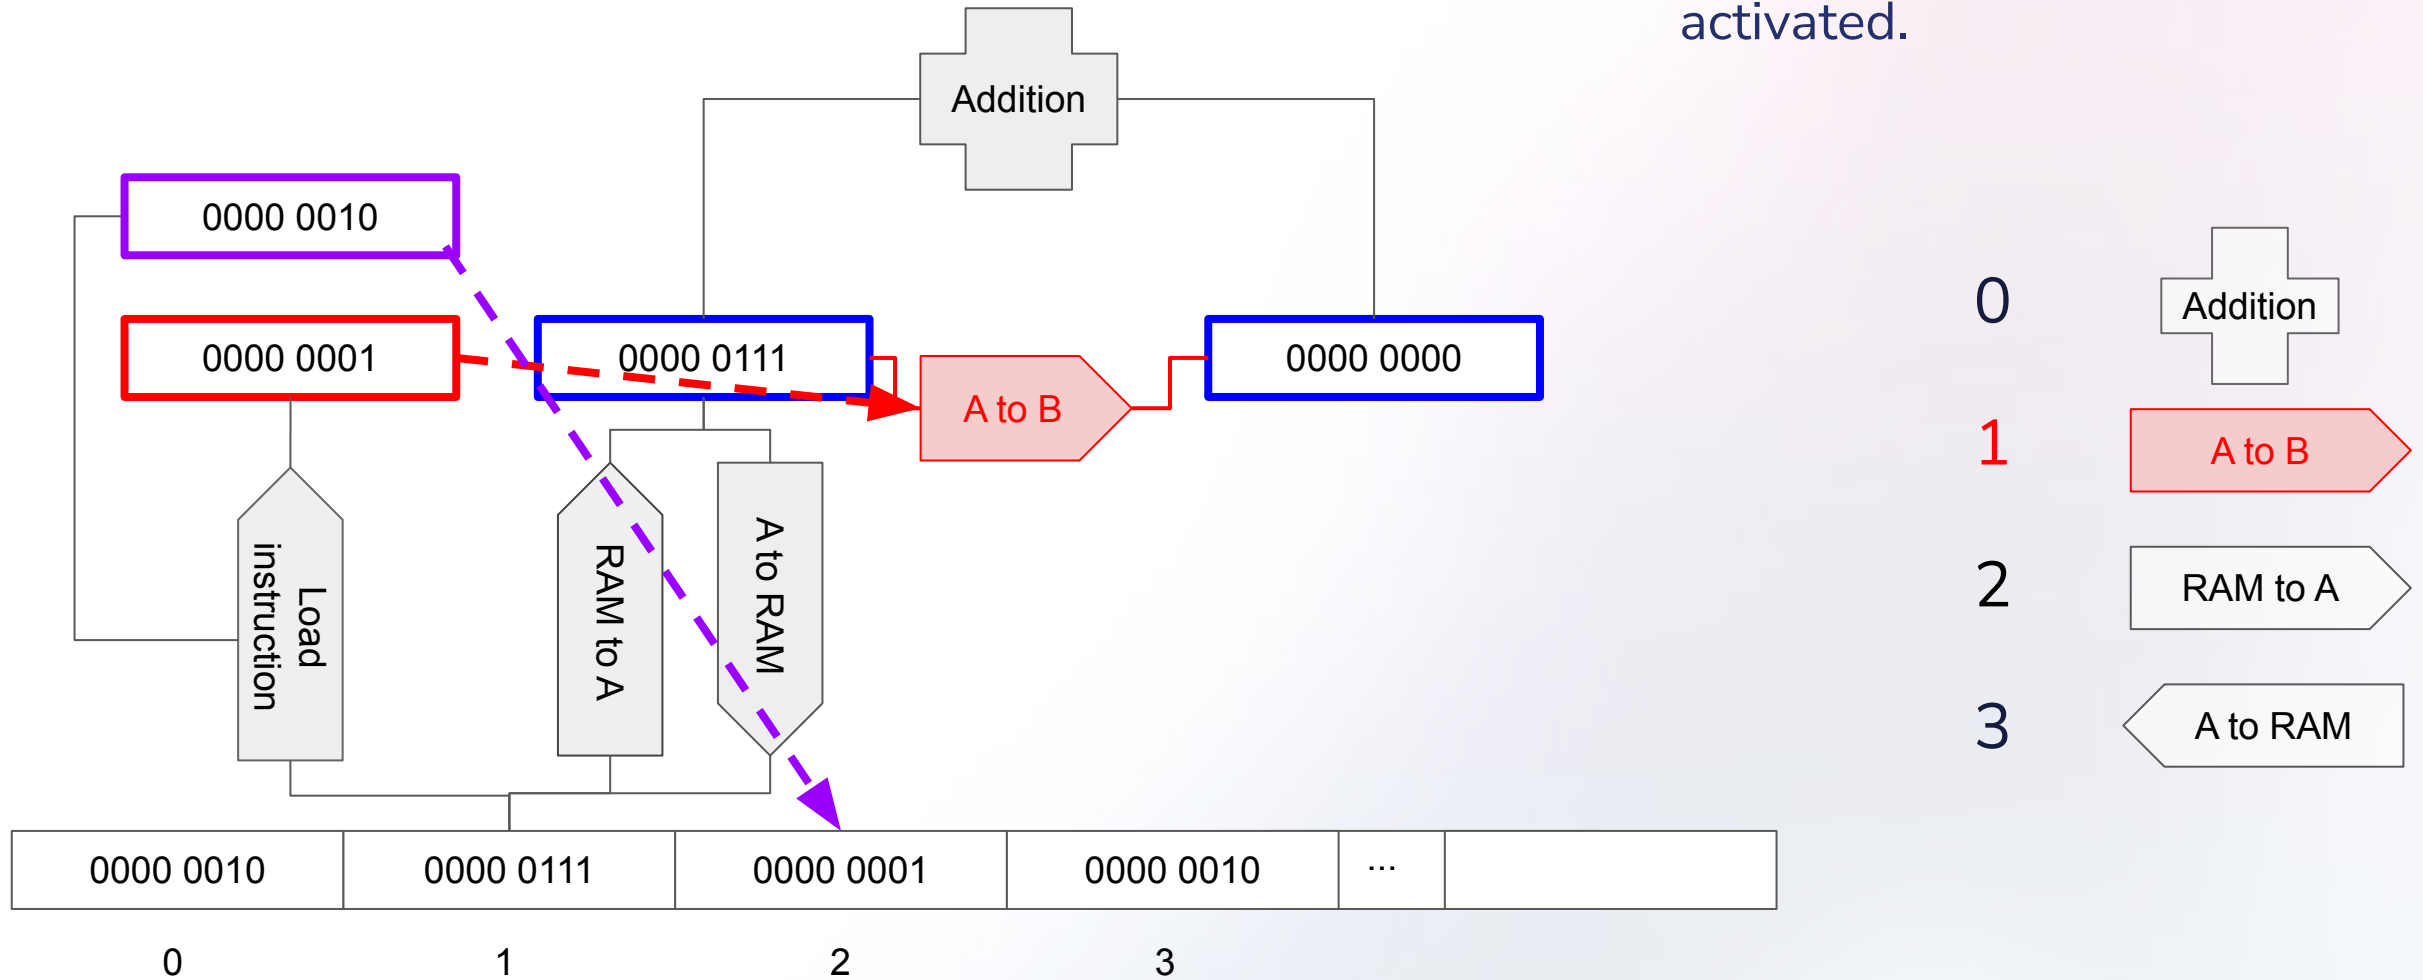 activated.
Addition
0000 0010
0000 0001
0000 0111
0000 0000
A to B
Load
instruction
RAM to A
A to RAM
0000 0010
0000 0111
0000 0001
0000 0010
...
0
1
2
3
0
Addition
1
A to B
2
RAM to A
3
A to RAM